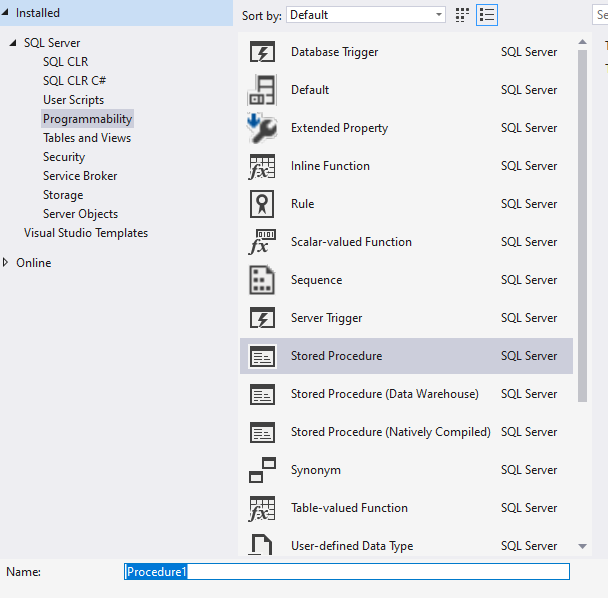 Installed
Sort by: Default
Se
SQL Server
SQL CLR
SQL CLR C#
User Scripts
Programmability
Tables and Views
Security
Service Broker
Storage
Server Objects
Visual Studio Templates
Online
Database Trigger SQL Server
Default SQL Server
Extended Property SQL Server
Inline Function SQL Server
Rule SQL Server
Scalar-valued Function SQL Server
Sequence SQL Server
Server Trigger SQL Server
Stored Procedure SQL Server
Stored Procedure (Data Warehouse) SQL Server
Stored Procedure (Natively Compiled) SQL Server
Synonym SQL Server
Table-valued Function SQL Server
User-defined Data Type SQL Server
Name: Procedure1